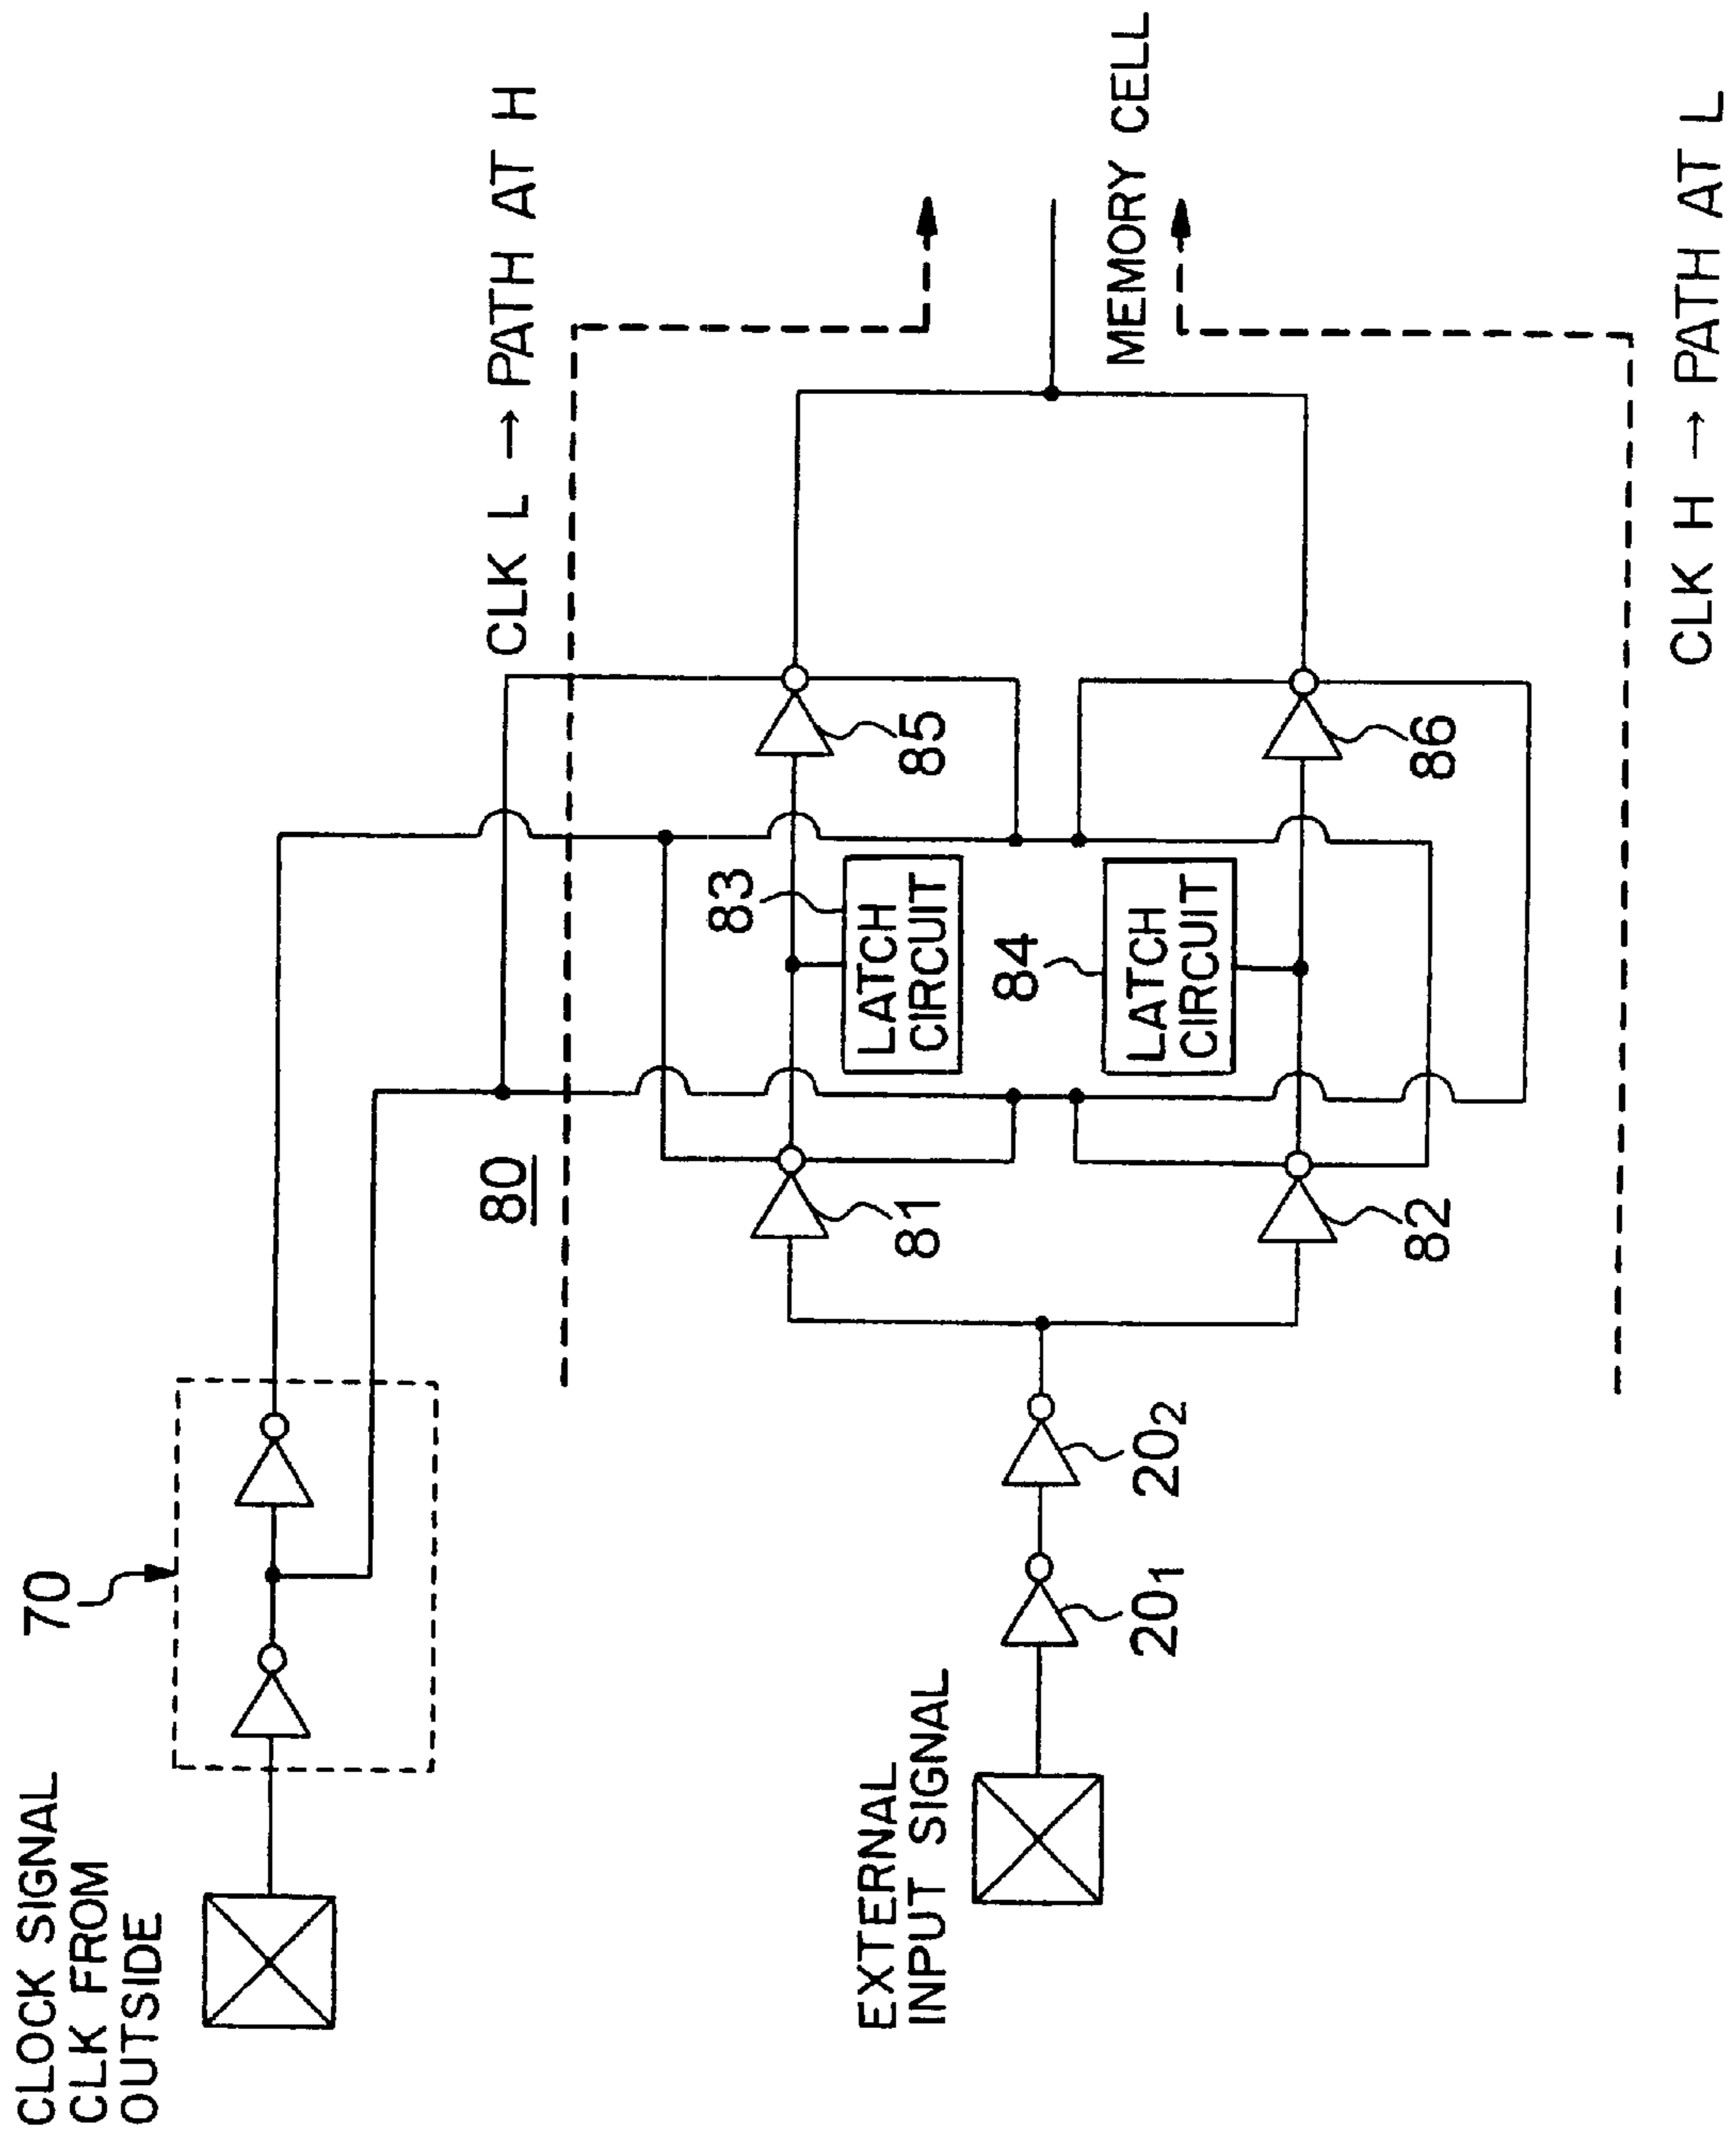 CLOCK SIGNAL
CLK FROM
OUTSIDE
70
80
CLK L → PATH AT H
EXTERNAL
INPUT SIGNAL
20₁
20₂
81
83
LATCH
CIRCUIT
85
84
LATCH
CIRCUIT
82
86
MEMORY CELL
CLK H → PATH AT L